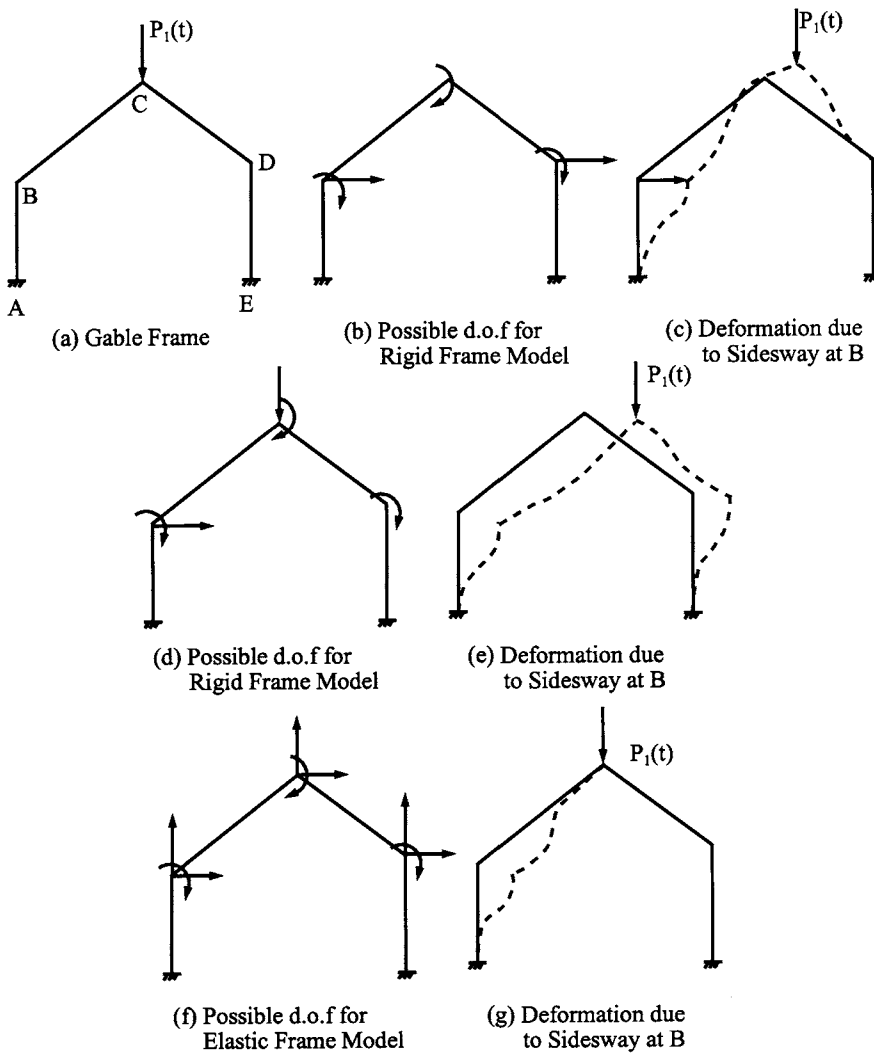 P₁(t)
C
B
D
A
E
(a) Gable Frame
(b) Possible d.o.f for
Rigid Frame Model
P₁(t)
(c) Deformation due
to Sidesway at B
(d) Possible d.o.f for
Rigid Frame Model
P₁(t)
(e) Deformation due
to Sidesway at B
(f) Possible d.o.f for
Elastic Frame Model
P₁(t)
(g) Deformation due
to Sidesway at B